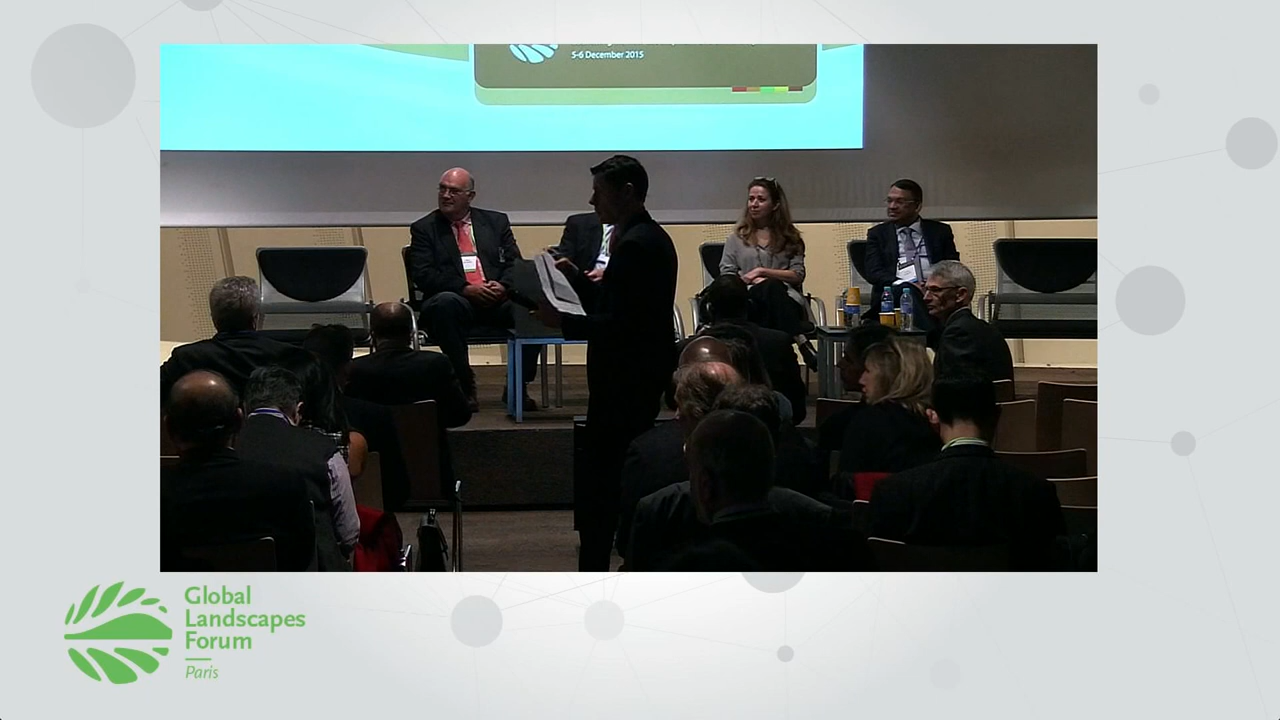 5-6 December 2015
Global
Landscapes
Forum
Paris